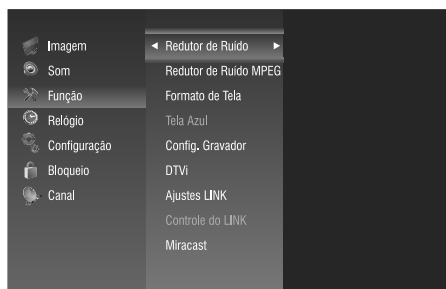 Imagem
Som
Função
Relógio
Configuração
Bloqueio
Canal
Redutor de Ruído
Redutor de Ruído MPEG
Formato de Tela
Tela Azul
Config. Gravador
DTVi
Ajustes LINK
Controle do LINK
Miracast